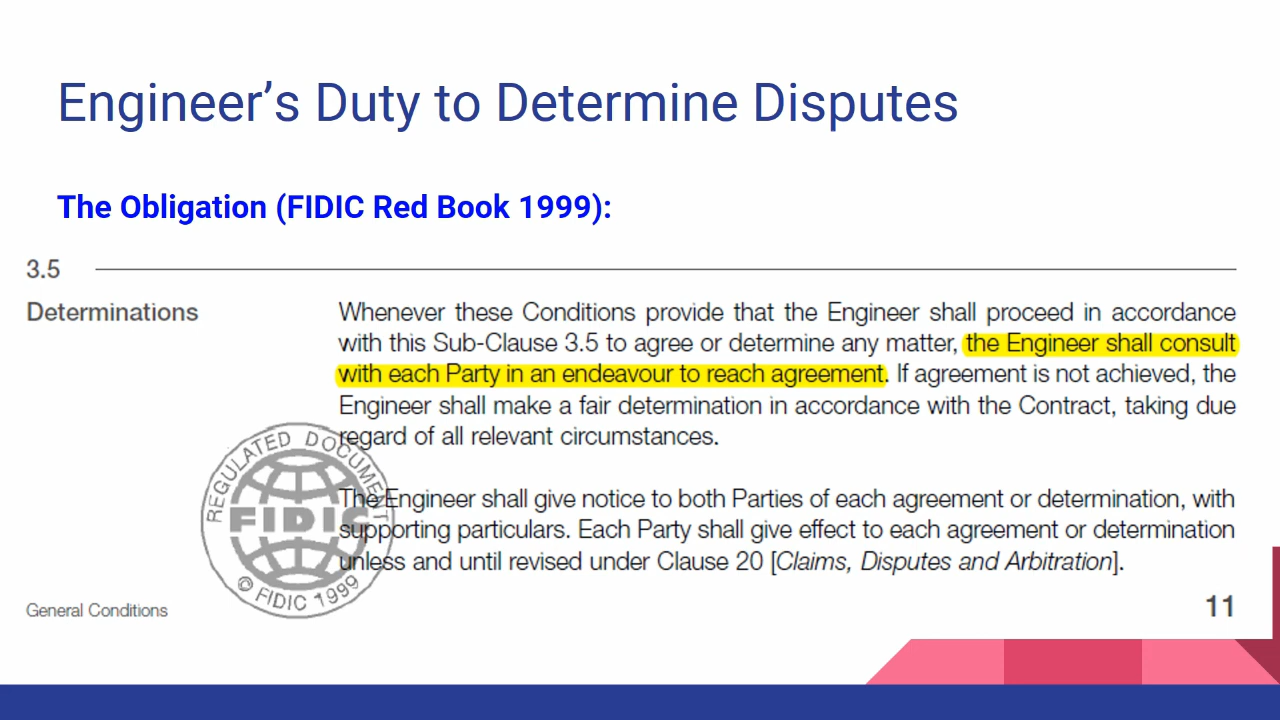 Engineer’s Duty to Determine Disputes
The Obligation (FIDIC Red Book 1999):
3.5
Determinations
Whenever these Conditions provide that the Engineer shall proceed in accordance
with this Sub-Clause 3.5 to agree or determine any matter, the Engineer shall consult
with each Party in an endeavour to reach agreement. If agreement is not achieved, the
Engineer shall make a fair determination in accordance with the Contract, taking due
regard of all relevant circumstances.
The Engineer shall give notice to both Parties of each agreement or determination, with
supporting particulars. Each Party shall give effect to each agreement or determination
unless and until revised under Clause 20 [Claims, Disputes and Arbitration].
REGULATED DOCUMENT
FIDIC
© FIDIC 1999
General Conditions
11